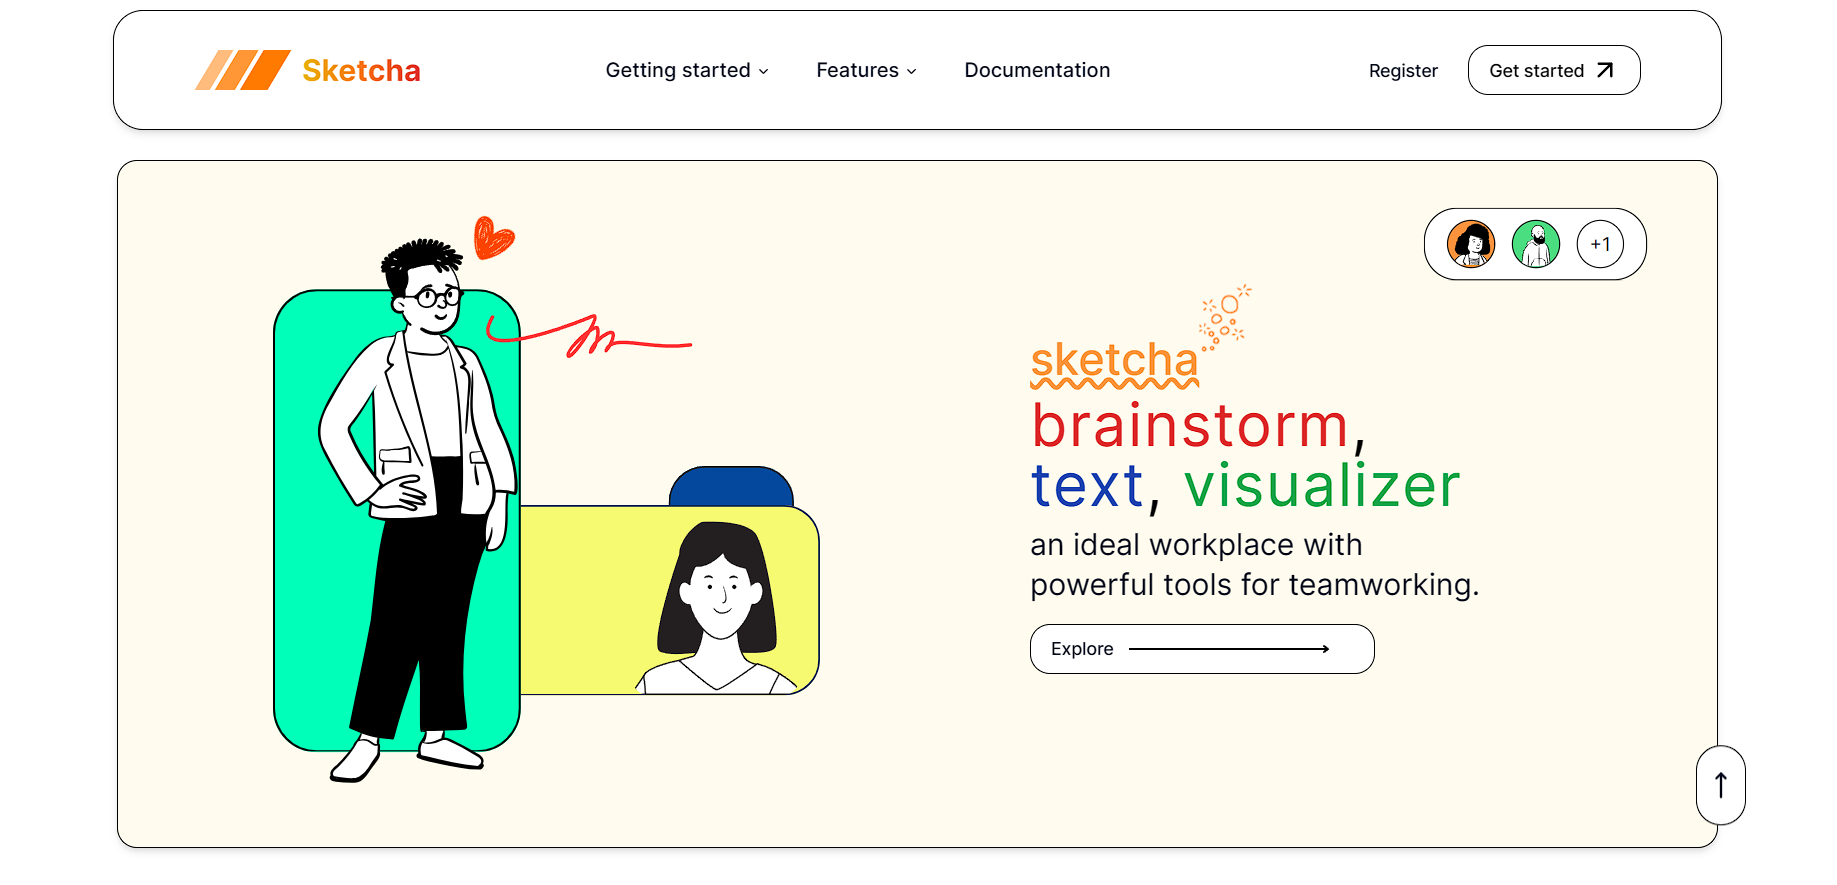 Sketcha
Getting started
Features
Documentation
Register
Get started
+1
sketcha
brainstorm,
text, visualizer
an ideal workplace with
powerful tools for teamworking.
Explore